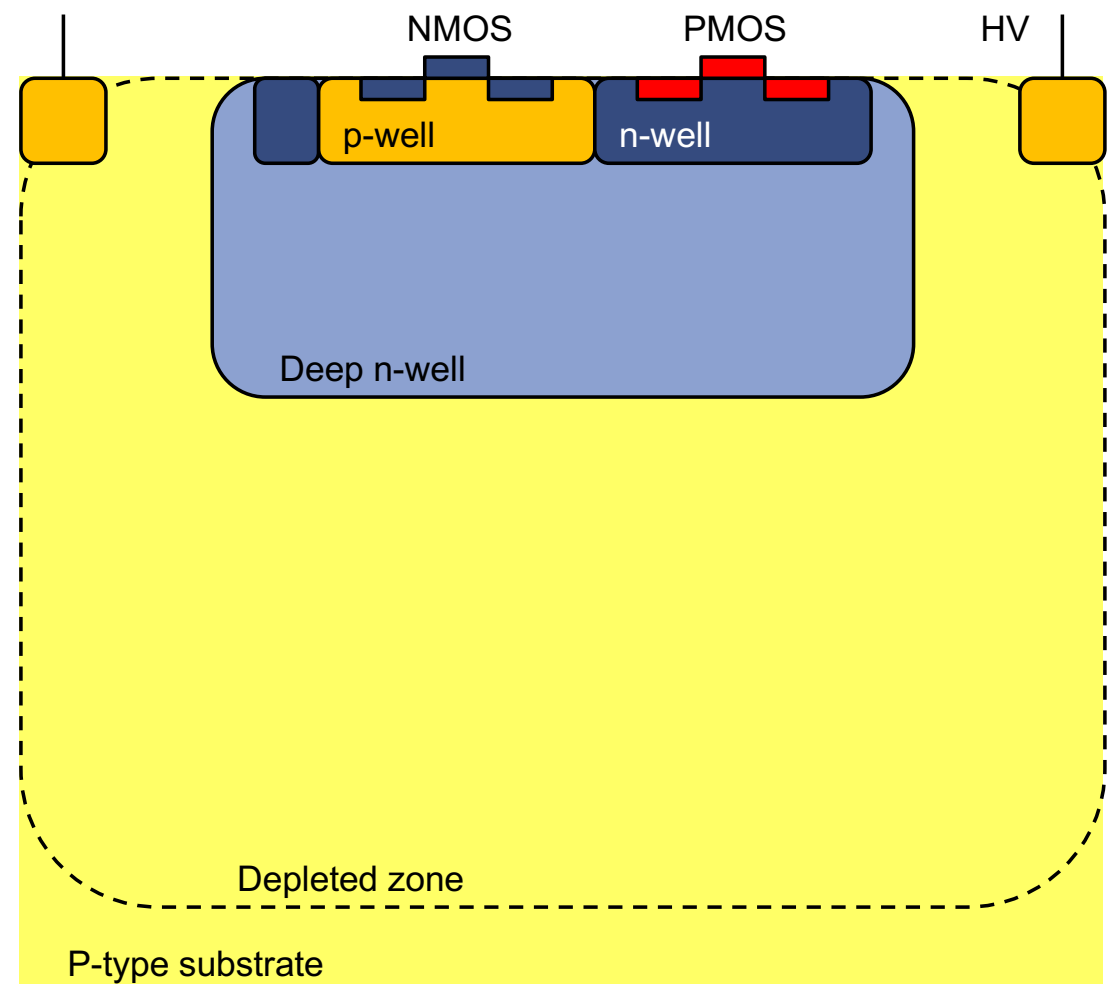 NMOS
PMOS
HV
p-well
n-well
Deep n-well
Depleted zone
P-type substrate